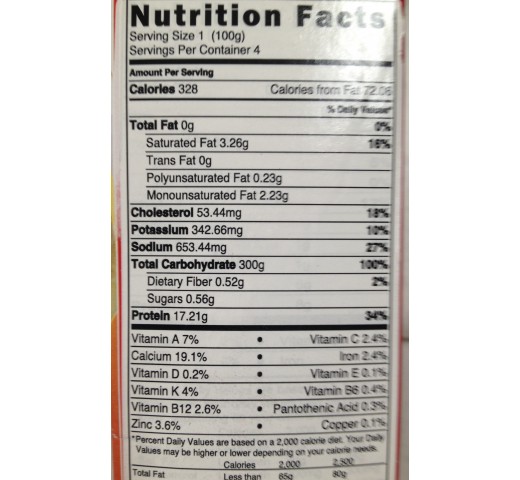 Nutrition Facts
Serving Size 1 (100g)
Servings Per Container 4
Amount Per Serving
Calories 328 Calories from Fat 72.06
% Daily Value*
Total Fat 0g 0%
Saturated Fat 3.26g 16%
Trans Fat 0g
Polyunsaturated Fat 0.23g
Monounsaturated Fat 2.23g
Cholesterol 53.44mg 18%
Potassium 342.66mg 10%
Sodium 653.44mg 27%
Total Carbohydrate 300g 100%
Dietary Fiber 0.52g 2%
Sugars 0.56g
Protein 17.21g 34%
Vitamin A 7% • Vitamin C 2.4%
Calcium 19.1% • Iron 2.4%
Vitamin D 0.2% • Vitamin E 0.1%
Vitamin K 4% • Vitamin B6 0.4%
Vitamin B12 2.6% • Pantothenic Acid 0.3%
Zinc 3.6% • Copper 0.1%
*Percent Daily Values are based on a 2,000 calorie diet. Your Daily
Values may be higher or lower depending on your calorie needs.
Calories 2,000 2,500
Total Fat Less than 65g 80g